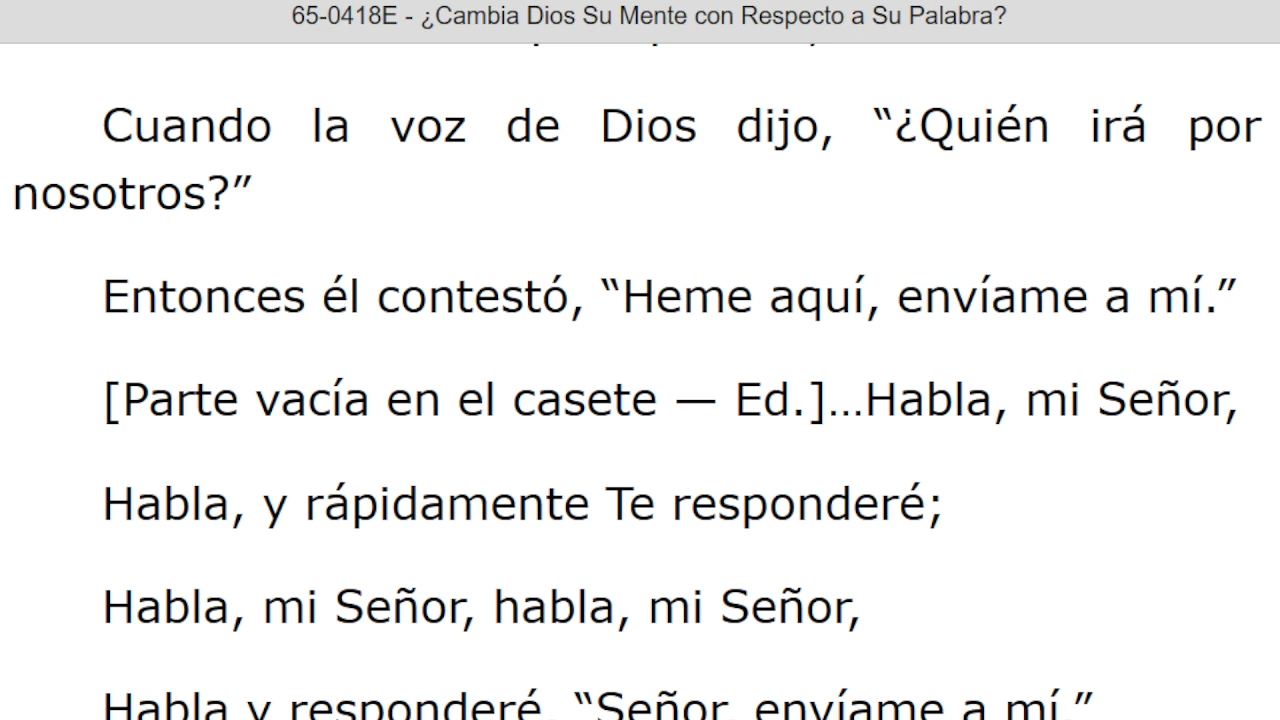 65-0418E - ¿Cambia Dios Su Mente con Respecto a Su Palabra?
Cuando la voz de Dios dijo, “¿Quién irá por
nosotros?”
Entonces él contestó, “Heme aquí, envíame a mí.”
[Parte vacía en el casete — Ed.]...Habla, mi Señor,
Habla, y rápidamente Te responderé;
Habla, mi Señor, habla, mi Señor,
Habla y responderé, “Señor, envíame a mí.”